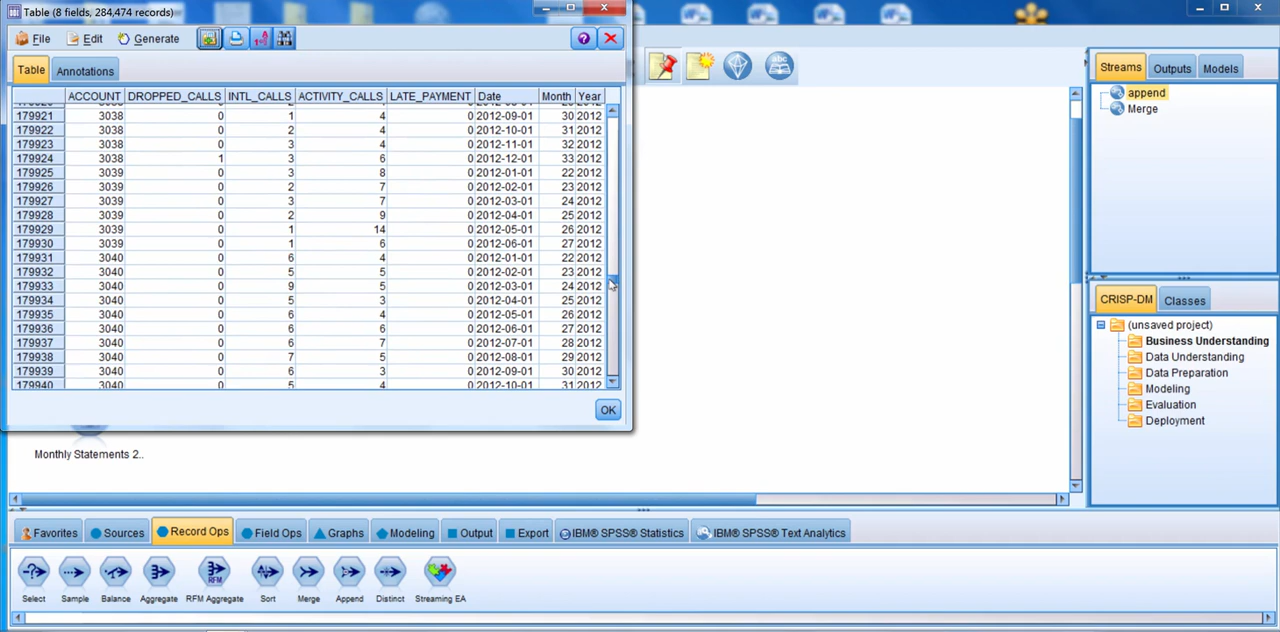 Table (8 fields, 284,474 records)
File Edit Generate
Table Annotations
ACCOUNT DROPPED_CALLS INTL_CALLS ACTIVITY_CALLS LATE_PAYMENT Date Month Year
179921 3038 0 1 4 0 2012-09-01 30 2012
179922 3038 0 2 4 0 2012-10-01 31 2012
179923 3038 0 3 4 0 2012-11-01 32 2012
179924 3038 1 3 6 0 2012-12-01 33 2012
179925 3039 0 3 8 0 2012-01-01 22 2012
179926 3039 0 2 7 0 2012-02-01 23 2012
179927 3039 0 3 7 0 2012-03-01 24 2012
179928 3039 0 2 9 0 2012-04-01 25 2012
179929 3039 0 1 14 0 2012-05-01 26 2012
179930 3039 0 1 6 0 2012-06-01 27 2012
179931 3040 0 6 4 0 2012-01-01 22 2012
179932 3040 0 5 5 0 2012-02-01 23 2012
179933 3040 0 9 5 0 2012-03-01 24 2012
179934 3040 0 5 3 0 2012-04-01 25 2012
179935 3040 0 6 4 0 2012-05-01 26 2012
179936 3040 0 6 6 0 2012-06-01 27 2012
179937 3040 0 6 7 0 2012-07-01 28 2012
179938 3040 0 7 5 0 2012-08-01 29 2012
179939 3040 0 6 3 0 2012-09-01 30 2012
179940 3040 0 5 4 0 2012-10-01 31 2012
OK
Monthly Statements 2..
Streams Outputs Models
append
Merge
CRISP-DM Classes
(unsaved project)
Business Understanding
Data Understanding
Data Preparation
Modeling
Evaluation
Deployment
Favorites Sources Record Ops Field Ops Graphs Modeling Output Export IBM® SPSS® Statistics IBM® SPSS® Text Analytics
RFM
Select Sample Balance Aggregate RFM Aggregate Sort Merge Append Distinct Streaming EA